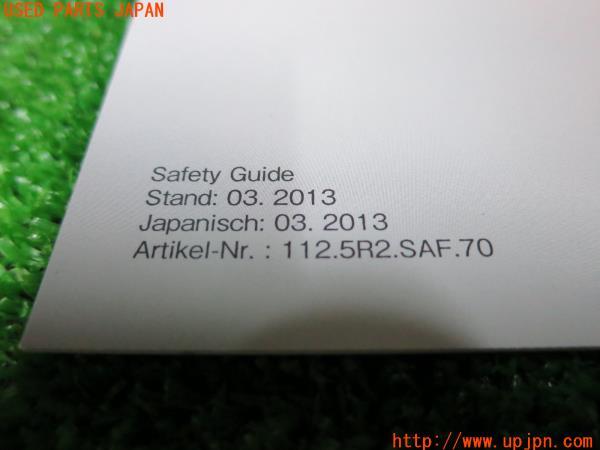 USED PARTS JAPAN
Safety Guide
Stand: 03. 2013
Japanisch: 03. 2013
Artikel-Nr. : 112.5R2.SAF.70
http://www.upjpn.com/